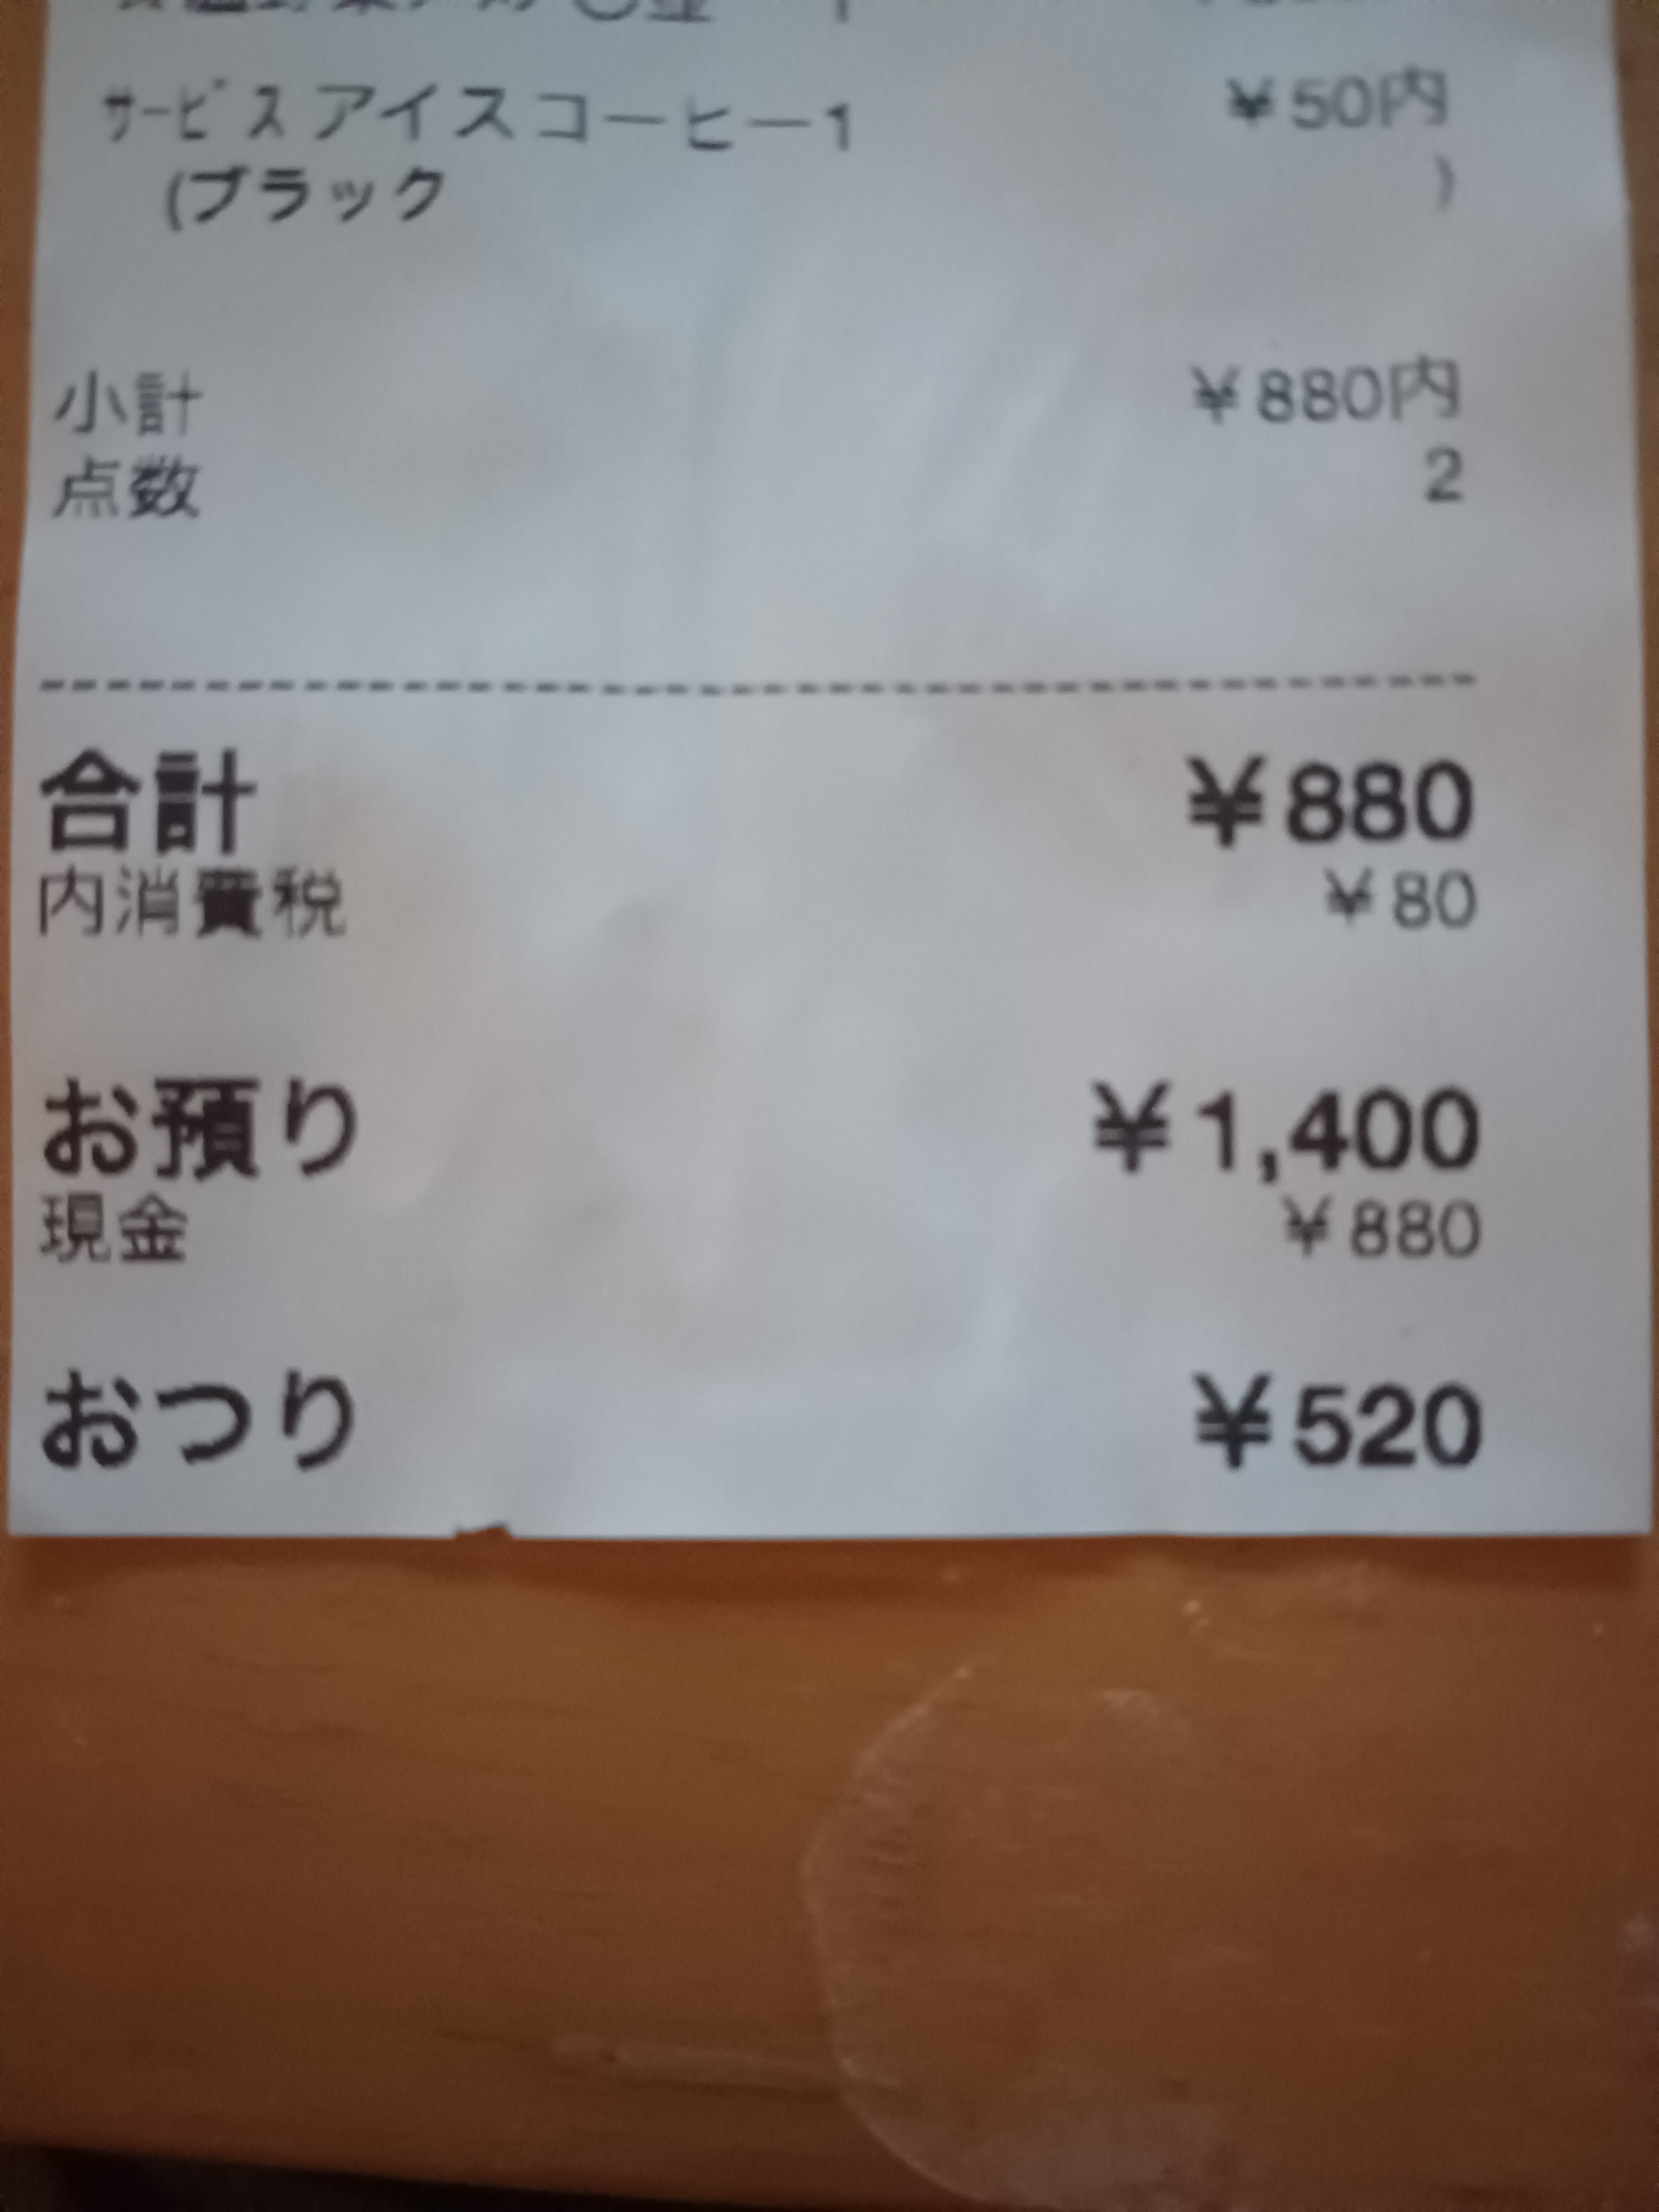 ｻｰﾋﾞｽアイスコーヒー1 ¥50内
(ブラック )
小計 ¥880内
点数 2
合計 ¥880
内消費税 ¥80
お預り ¥1,400
現金 ¥880
おつり ¥520